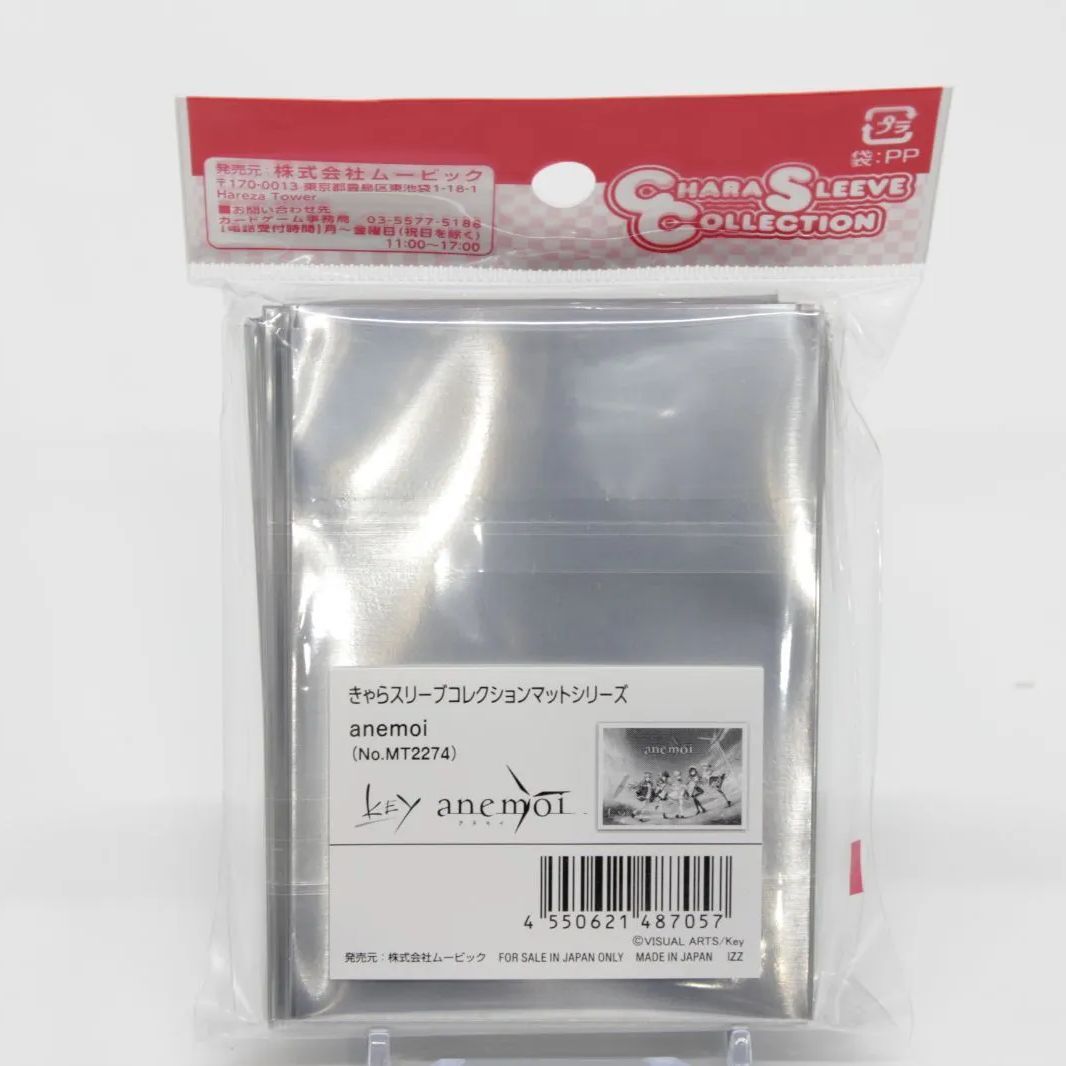 プラ
袋:PP
発売元:株式会社ムービック
〒170-0013 東京都豊島区東池袋1-18-1
Hareza Tower
■お問い合わせ先
カードゲーム事務局 03-5577-5186
[電話受付時間]月〜金曜日(祝日を除く)
11:00〜17:00
CHARA SLEEVE
COLLECTION
きゃらスリーブコレクションマットシリーズ
anemoi
(No.MT2274)
KEY anemoi
アネモイ
anemoi
4 550621 487057
©VISUAL ARTS/Key
発売元:株式会社ムービック FOR SALE IN JAPAN ONLY MADE IN JAPAN IZZ